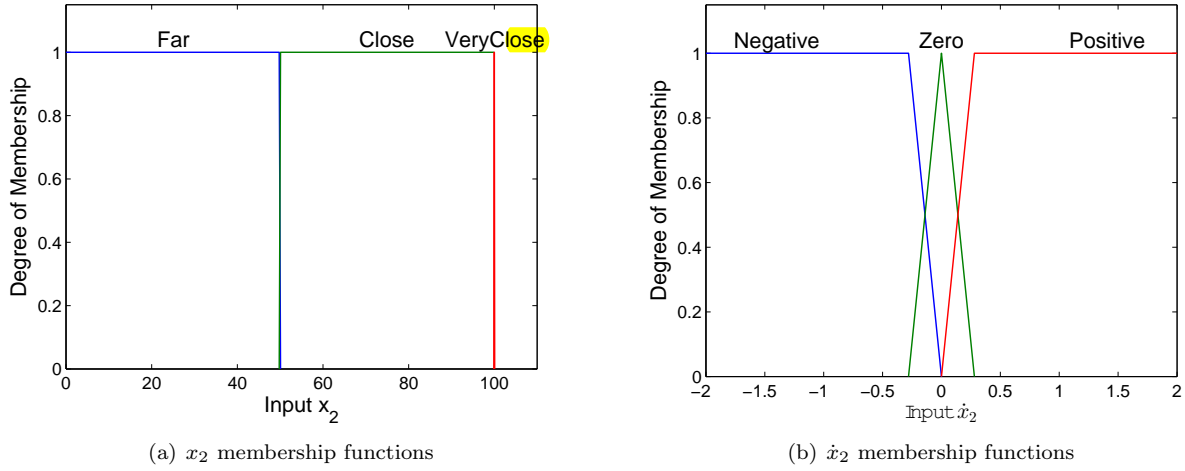 Far Close VeryClose
1
0.8
0.6
0.4
0.2
0
0 20 40 60 80 100
Degree of Membership
Input x₂
(a) x₂ membership functions
Negative Zero Positive
1
0.8
0.6
0.4
0.2
0
−2 −1.5 −1 −0.5 0 0.5 1 1.5 2
Degree of Membership
Input ẋ₂
(b) ẋ₂ membership functions